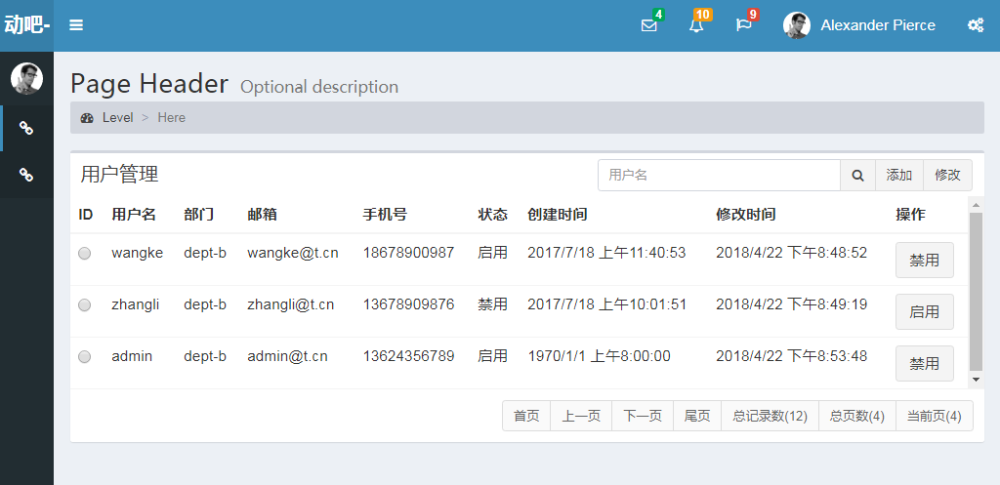 动吧- 4 10 9 Alexander Pierce
Page Header Optional description
Level > Here
用户管理 用户名 添加 修改
ID 用户名 部门 邮箱 手机号 状态 创建时间 修改时间 操作
wangke dept-b wangke@t.cn 18678900987 启用 2017/7/18 上午11:40:53 2018/4/22 下午8:48:52 禁用
zhangli dept-b zhangli@t.cn 13678909876 禁用 2017/7/18 上午10:01:51 2018/4/22 下午8:49:19 启用
admin dept-b admin@t.cn 13624356789 启用 1970/1/1 上午8:00:00 2018/4/22 下午8:53:48 禁用
首页 上一页 下一页 尾页 总记录数(12) 总页数(4) 当前页(4)